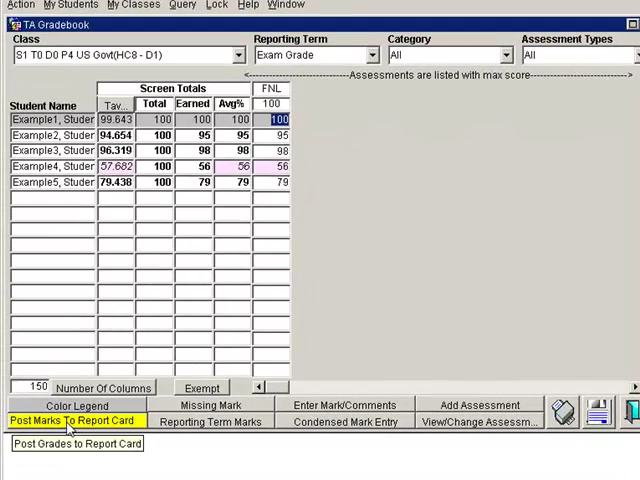 Action My Students My Classes Query Lock Help Window
TA Gradebook
Class Reporting Term Category Assessment Types
S1 T0 D0 P4 US Govt(HC8 - D1) Exam Grade All All
<------------ Assessments are listed with max score ------------>
Screen Totals FNL
Student Name Tav... Total Earned Avg% 100
Example1, Studer 99.643 100 100 100 100
Example2, Studer 94.654 100 95 95 95
Example3, Studer 96.319 100 98 98 98
Example4, Studer 57.682 100 56 56 56
Example5, Studer 79.438 100 79 79 79
150 Number Of Columns Exempt
Color Legend Missing Mark Enter Mark/Comments Add Assessment
Post Marks To Report Card Reporting Term Marks Condensed Mark Entry View/Change Assessm...
Post Grades to Report Card